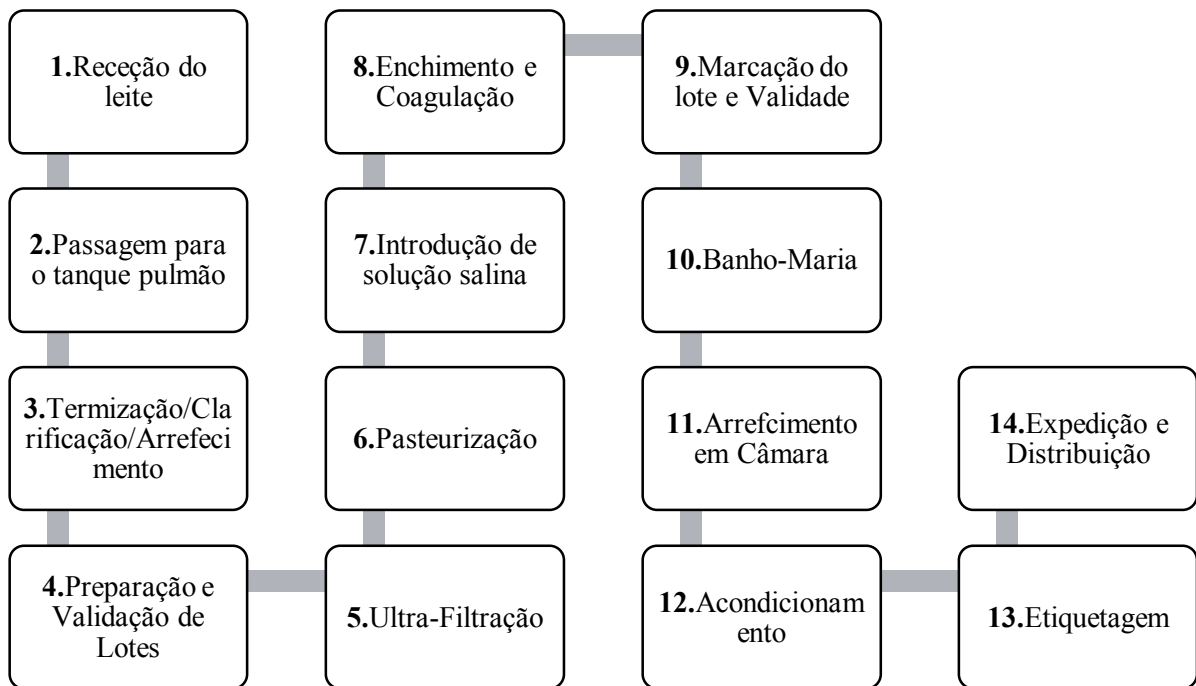 1.Receção do
leite
2.Passagem para
o tanque pulmão
3.Termização/Cla
rificação/Arrefeci
mento
4.Preparação e
Validação de
Lotes
5.Ultra-Filtração
6.Pasteurização
7.Introdução de
solução salina
8.Enchimento e
Coagulação
9.Marcação do
lote e Validade
10.Banho-Maria
11.Arrefcimento
em Câmara
12.Acondicionam
ento
13.Etiquetagem
14.Expedição e
Distribuição